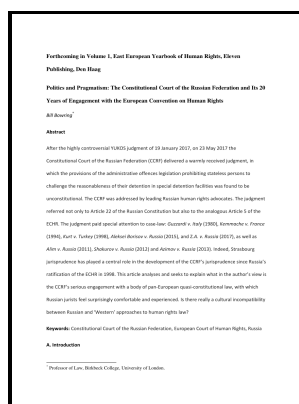 Forthcoming in Volume 1, East European Yearbook of Human Rights, Eleven
Publishing, Den Haag
Politics and Pragmatism: The Constitutional Court of the Russian Federation and Its 20
Years of Engagement with the European Convention on Human Rights
Bill Bowring*
Abstract
After the highly controversial YUKOS judgment of 19 January 2017, on 23 May 2017 the
Constitutional Court of the Russian Federation (CCRF) delivered a warmly received judgment, in
which the provisions of the administrative offences legislation prohibiting stateless persons to
challenge the reasonableness of their detention in special detention facilities was found to be
unconstitutional. The CCRF was addressed by leading Russian human rights advocates. The judgment
referred not only to Article 22 of the Russian Constitution but also to the analogous Article 5 of the
ECHR. The judgment paid special attention to case-law: Guzzardi v. Italy (1980), Kemmache v. France
(1994), Kurt v. Turkey (1998), Aleksei Borisov v. Russia (2015), and Z.A. v. Russia (2017), as well as
Alim v. Russia (2011), Shakurov v. Russia (2012) and Azimov v. Russia (2013). Indeed, Strasbourg
jurisprudence has played a central role in the development of the CCRF's jurisprudence since Russia's
ratification of the ECHR in 1998. This article analyses and seeks to explain what in the author's view is
the CCRF's serious engagement with a body of pan-European quasi-constitutional law, with which
Russian jurists feel surprisingly comfortable and experienced. Is there really a cultural incompatibility
between Russian and 'Western' approaches to human rights law?
Keywords: Constitutional Court of the Russian Federation, European Court of Human Rights, Russia
A. Introduction
* Professor of Law, Birkbeck College, University of London.